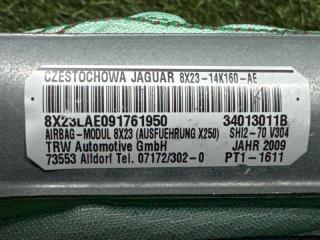 CZESTOCHOWA JAGUAR 8X23-14K160-AE
8X23LAE091761950 34013011B
AIRBAG-MODUL 8X23 (AUSFUEHRUNG X250) SHI2-70 V304
TRW Automotive GmbH JAHR 2009
73553 Alldorf Tel. 07172/302-0 PT1-1611